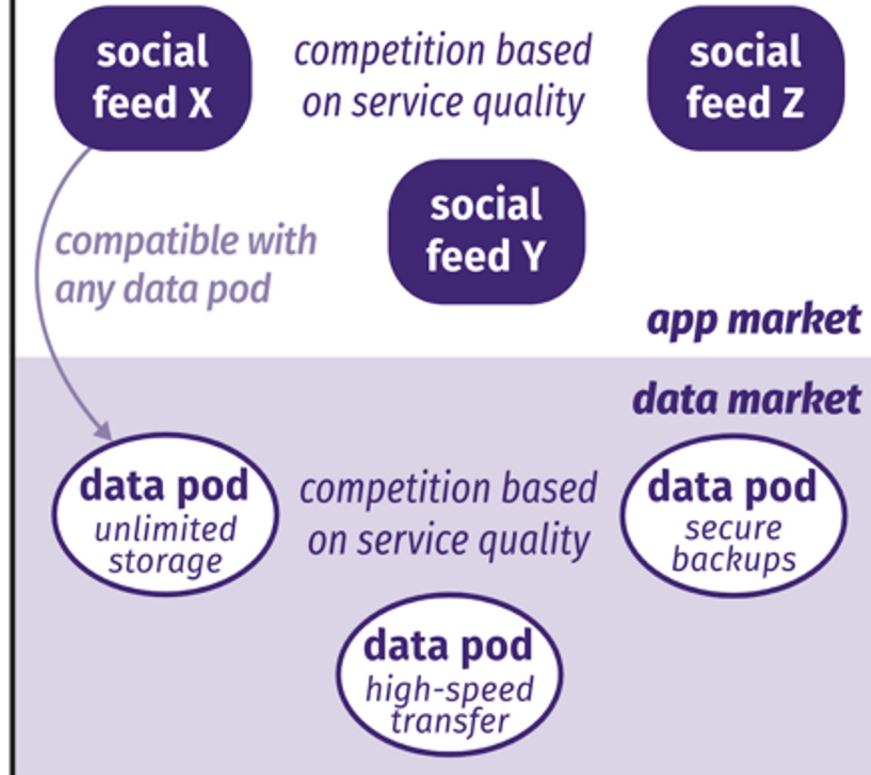 social
feed X
competition based
on service quality
social
feed Z
social
feed Y
compatible with
any data pod
app market
data market
data pod
unlimited
storage
competition based
on service quality
data pod
secure
backups
data pod
high-speed
transfer